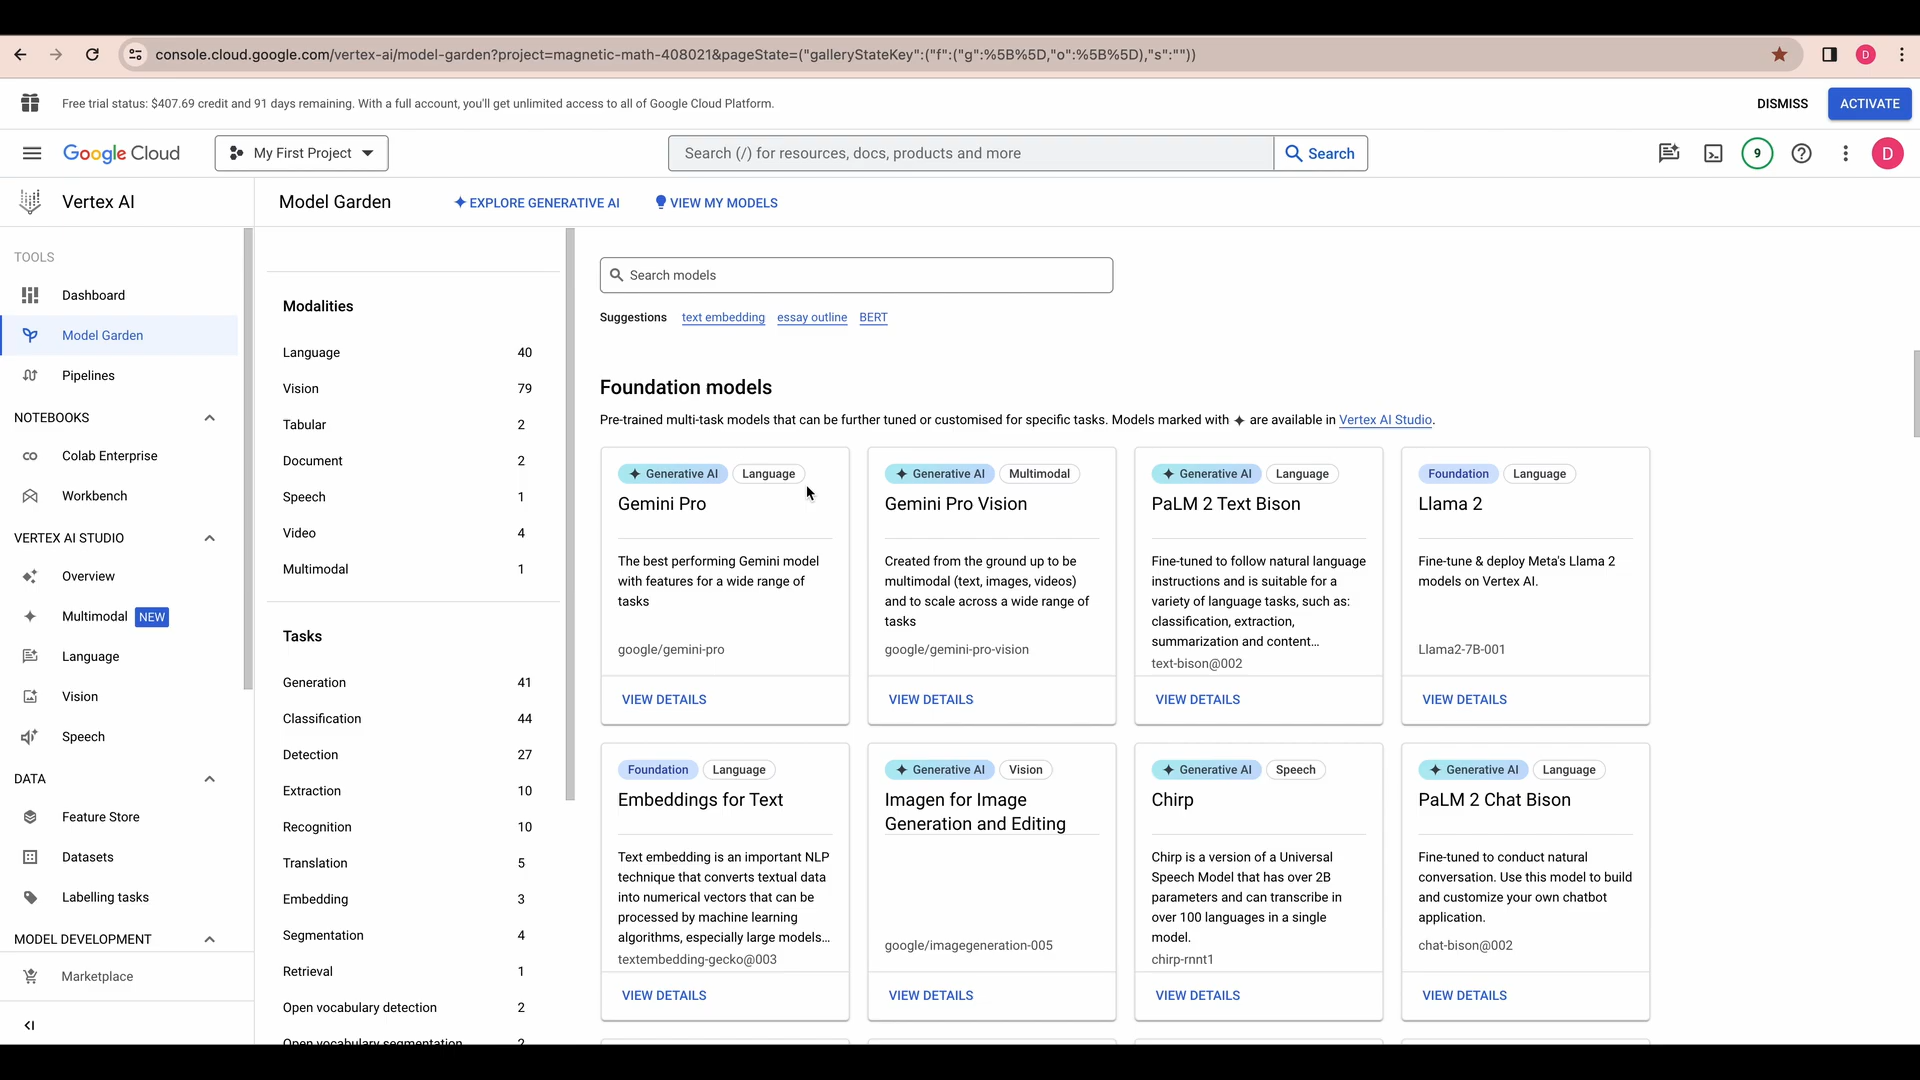 console.cloud.google.com/vertex-ai/model-garden?project=magnetic-math-408021&pageState=("galleryStateKey":("f":("g":%5B%5D,"o":%5B%5D),"s":""))
D
Free trial status: $407.69 credit and 91 days remaining. With a full account, you'll get unlimited access to all of Google Cloud Platform.
DISMISS
ACTIVATE
Google Cloud
My First Project
Search (/) for resources, docs, products and more
Search
9
D
Vertex AI
Model Garden
EXPLORE GENERATIVE AI
VIEW MY MODELS
TOOLS
Dashboard
Model Garden
Pipelines
NOTEBOOKS
Colab Enterprise
Workbench
VERTEX AI STUDIO
Overview
Multimodal NEW
Language
Vision
Speech
DATA
Feature Store
Datasets
Labelling tasks
MODEL DEVELOPMENT
Marketplace
Modalities
Language 40
Vision 79
Tabular 2
Document 2
Speech 1
Video 4
Multimodal 1
Tasks
Generation 41
Classification 44
Detection 27
Extraction 10
Recognition 10
Translation 5
Embedding 3
Segmentation 4
Retrieval 1
Open vocabulary detection 2
Open vocabulary segmentation 2
Search models
Suggestions text embedding essay outline BERT
Foundation models
Pre-trained multi-task models that can be further tuned or customised for specific tasks. Models marked with are available in Vertex AI Studio.
Generative AI Language
Gemini Pro
The best performing Gemini model
with features for a wide range of
tasks
google/gemini-pro
VIEW DETAILS
Generative AI Multimodal
Gemini Pro Vision
Created from the ground up to be
multimodal (text, images, videos)
and to scale across a wide range of
tasks
google/gemini-pro-vision
VIEW DETAILS
Generative AI Language
PaLM 2 Text Bison
Fine-tuned to follow natural language
instructions and is suitable for a
variety of language tasks, such as:
classification, extraction,
summarization and content...
text-bison@002
VIEW DETAILS
Foundation Language
Llama 2
Fine-tune & deploy Meta's Llama 2
models on Vertex AI.
Llama2-7B-001
VIEW DETAILS
Foundation Language
Embeddings for Text
Text embedding is an important NLP
technique that converts textual data
into numerical vectors that can be
processed by machine learning
algorithms, especially large models...
textembedding-gecko@003
VIEW DETAILS
Generative AI Vision
Imagen for Image
Generation and Editing
google/imagegeneration-005
VIEW DETAILS
Generative AI Speech
Chirp
Chirp is a version of a Universal
Speech Model that has over 2B
parameters and can transcribe in
over 100 languages in a single
model.
chirp-rnnt1
VIEW DETAILS
Generative AI Language
PaLM 2 Chat Bison
Fine-tuned to conduct natural
conversation. Use this model to build
and customize your own chatbot
application.
chat-bison@002
VIEW DETAILS